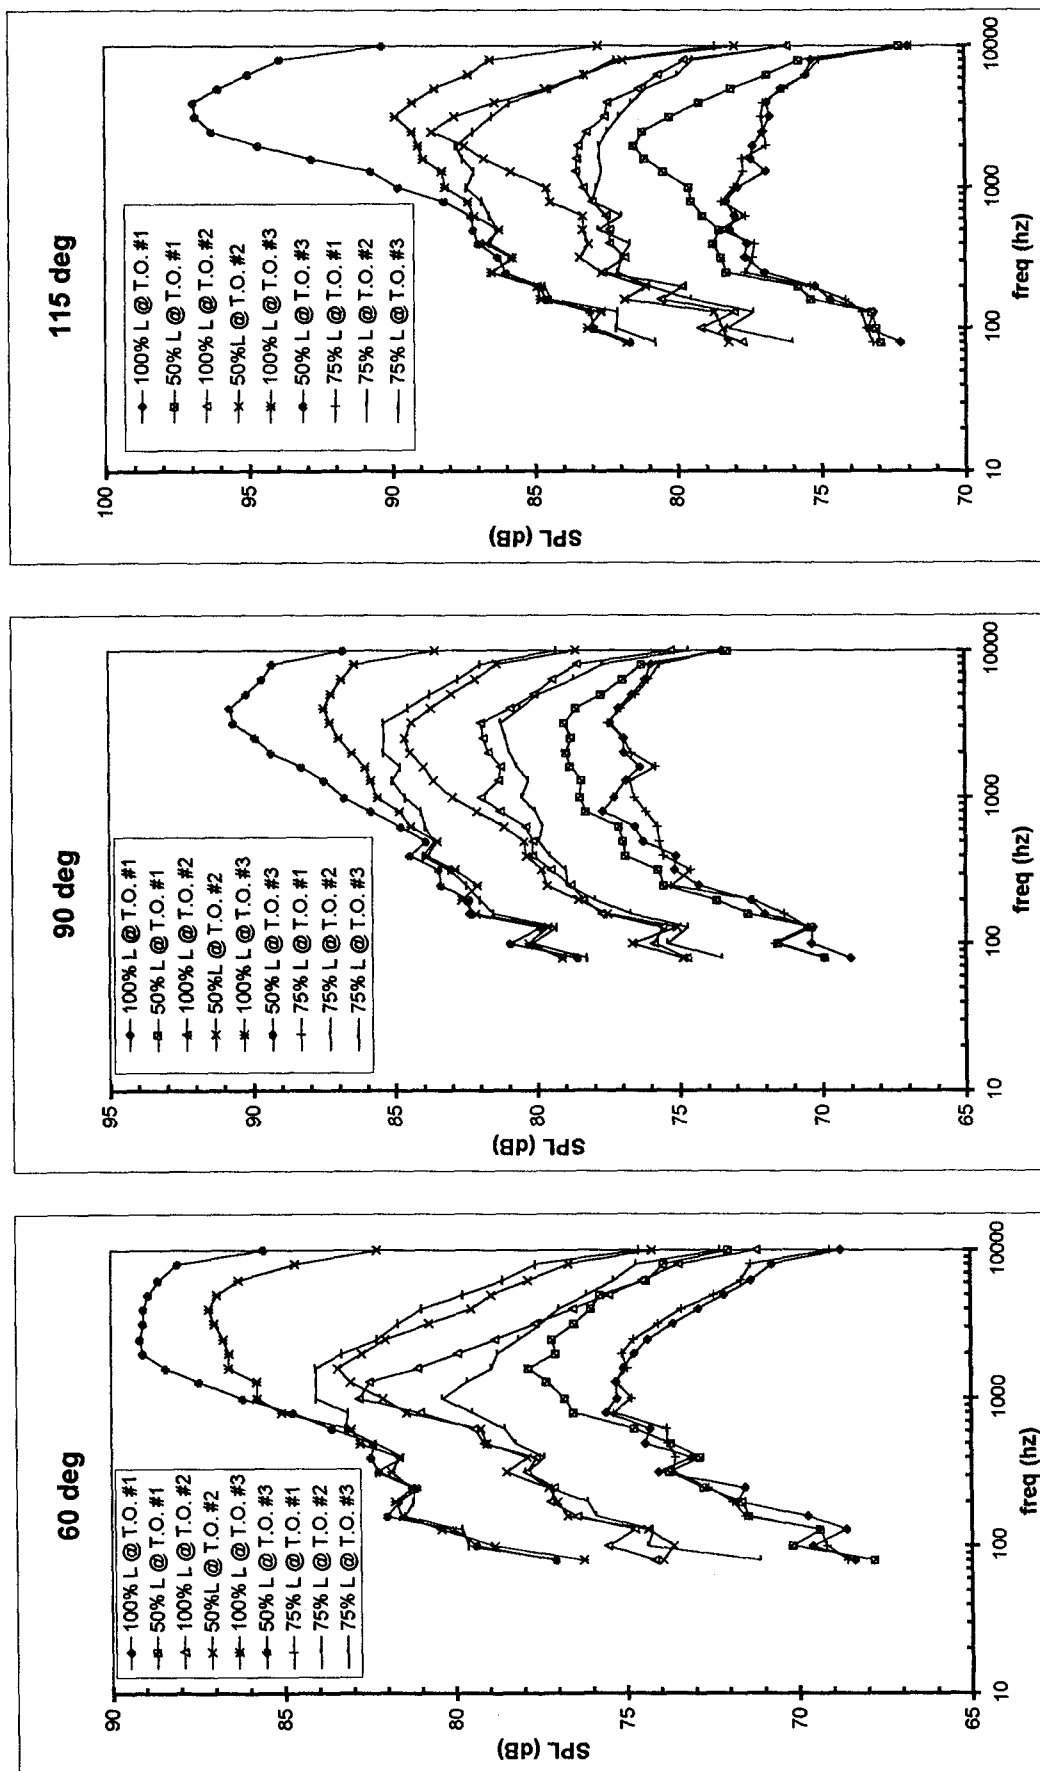 60 deg
100% L @ T.O. #1
50% L @ T.O. #1
100% L @ T.O. #2
50%L @ T.O. #2
100% L @ T.O. #3
50% L @ T.O. #3
75% L @ T.O. #1
75% L @ T.O. #2
75% L @ T.O. #3
90
85
80
75
70
65
SPL (dB)
10
100
1000
10000
freq (hz)
90 deg
100% L @ T.O. #1
50% L @ T.O. #1
100% L @ T.O. #2
50%L @ T.O. #2
100% L @ T.O. #3
50% L @ T.O. #3
75% L @ T.O. #1
75% L @ T.O. #2
75% L @ T.O. #3
95
90
85
80
75
70
65
SPL (dB)
10
100
1000
10000
freq (hz)
115 deg
100% L @ T.O. #1
50% L @ T.O. #1
100% L @ T.O. #2
50%L @ T.O. #2
100% L @ T.O. #3
50% L @ T.O. #3
75% L @ T.O. #1
75% L @ T.O. #2
75% L @ T.O. #3
100
95
90
85
80
75
70
SPL (dB)
10
100
1000
10000
freq (hz)